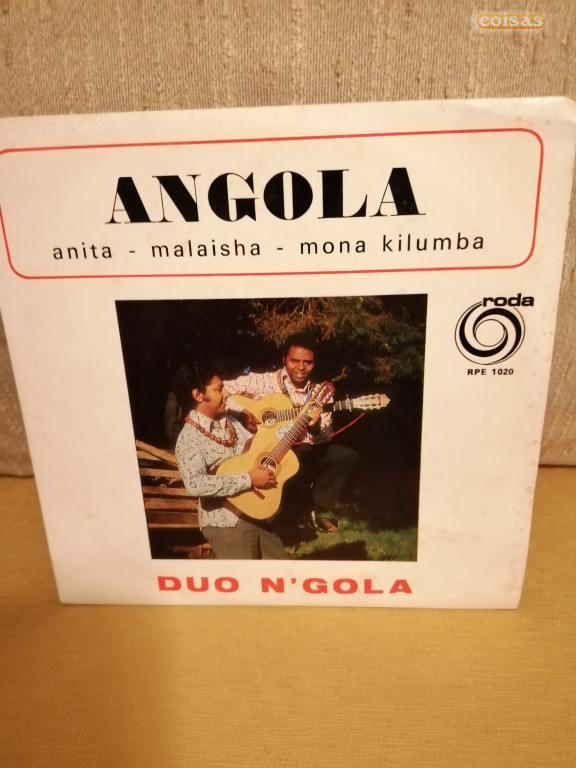 coisas
ANGOLA
anita - malaisha - mona kilumba
roda
RPE 1020
DUO N'GOLA